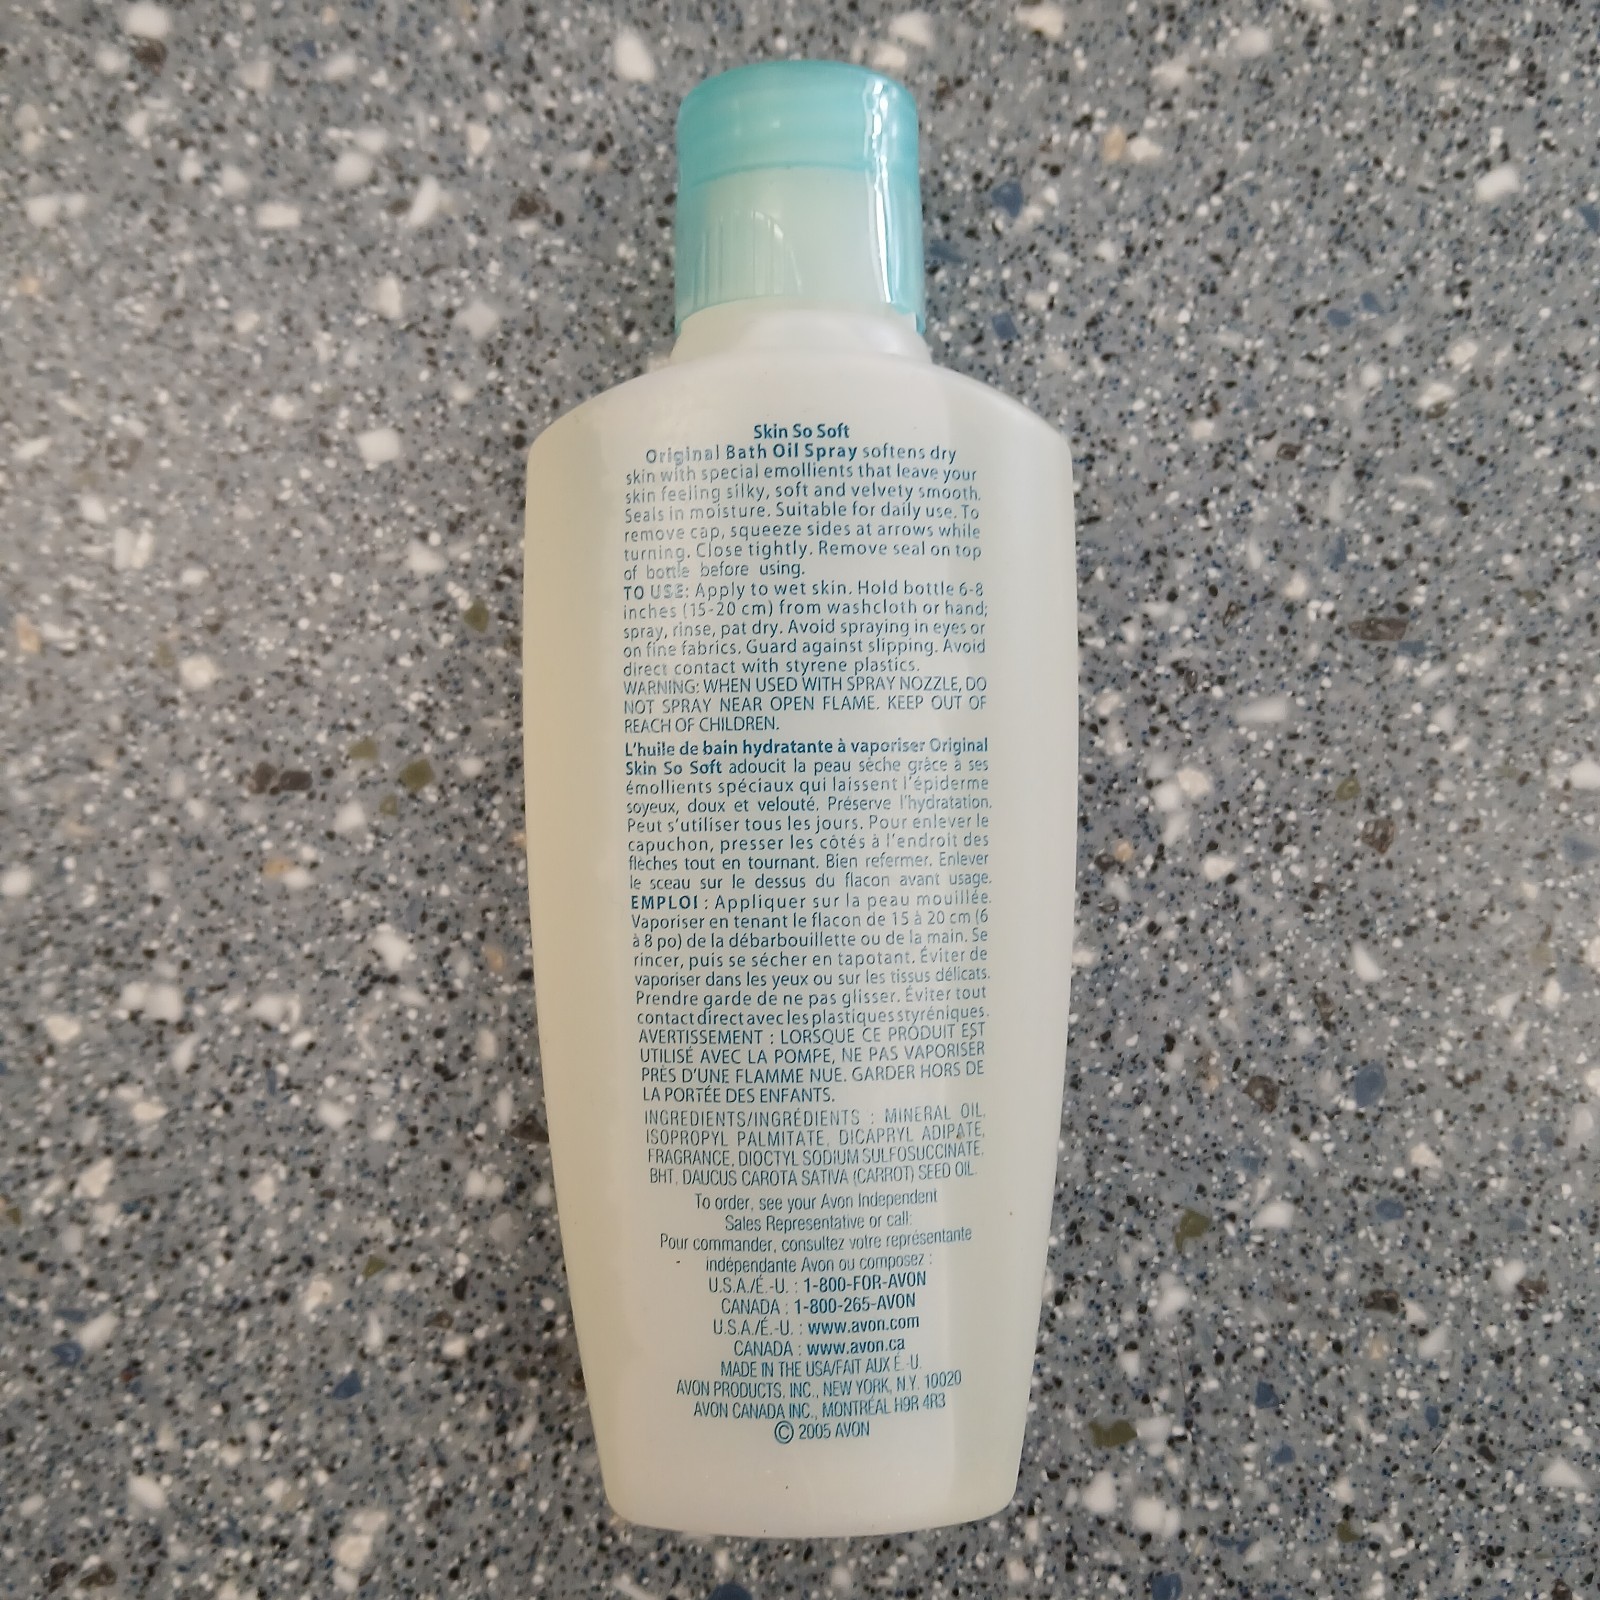 Skin So Soft
Original Bath Oil Spray softens dry
skin with special emollients that leave your
skin feeling silky, soft and velvety smooth.
Seals in moisture. Suitable for daily use. To
remove cap, squeeze sides at arrows while
turning. Close tightly. Remove seal on top
of bottle before using.
TO USE: Apply to wet skin. Hold bottle 6-8
inches (15-20 cm) from washcloth or hand;
spray, rinse, pat dry. Avoid spraying in eyes or
on fine fabrics. Guard against slipping. Avoid
direct contact with styrene plastics.
WARNING: WHEN USED WITH SPRAY NOZZLE, DO
NOT SPRAY NEAR OPEN FLAME. KEEP OUT OF
REACH OF CHILDREN.
L'huile de bain hydratante à vaporiser Original
Skin So Soft adoucit la peau sèche grâce à ses
émollients spéciaux qui laissent l'épiderme
soyeux, doux et velouté. Préserve l'hydratation.
Peut s'utiliser tous les jours. Pour enlever le
capuchon, presser les côtés à l'endroit des
flèches tout en tournant. Bien refermer. Enlever
le sceau sur le dessus du flacon avant usage.
EMPLOI : Appliquer sur la peau mouillée.
Vaporiser en tenant le flacon de 15 à 20 cm (6
à 8 po) de la débarbouillette ou de la main. Se
rincer, puis se sécher en tapotant. Éviter de
vaporiser dans les yeux ou sur les tissus délicats.
Prendre garde de ne pas glisser. Éviter tout
contact direct avec les plastiques styréniques.
AVERTISSEMENT : LORSQUE CE PRODUIT EST
UTILISÉ AVEC LA POMPE, NE PAS VAPORISER
PRÈS D'UNE FLAMME NUE. GARDER HORS DE
LA PORTÉE DES ENFANTS.
INGREDIENTS/INGRÉDIENTS : MINERAL OIL,
ISOPROPYL PALMITATE, DICAPRYL ADIPATE,
FRAGRANCE, DIOCTYL SODIUM SULFOSUCCINATE,
BHT, DAUCUS CAROTA SATIVA (CARROT) SEED OIL.
To order, see your Avon Independent
Sales Representative or call:
Pour commander, consultez votre représentante
indépendante Avon ou composez :
U.S.A./É.-U. : 1-800-FOR-AVON
CANADA : 1-800-265-AVON
U.S.A./É.-U. : www.avon.com
CANADA : www.avon.ca
MADE IN THE USA/FAIT AUX É.-U.
AVON PRODUCTS, INC., NEW YORK, N.Y. 10020
AVON CANADA INC., MONTRÉAL H9R 4R3
© 2005 AVON